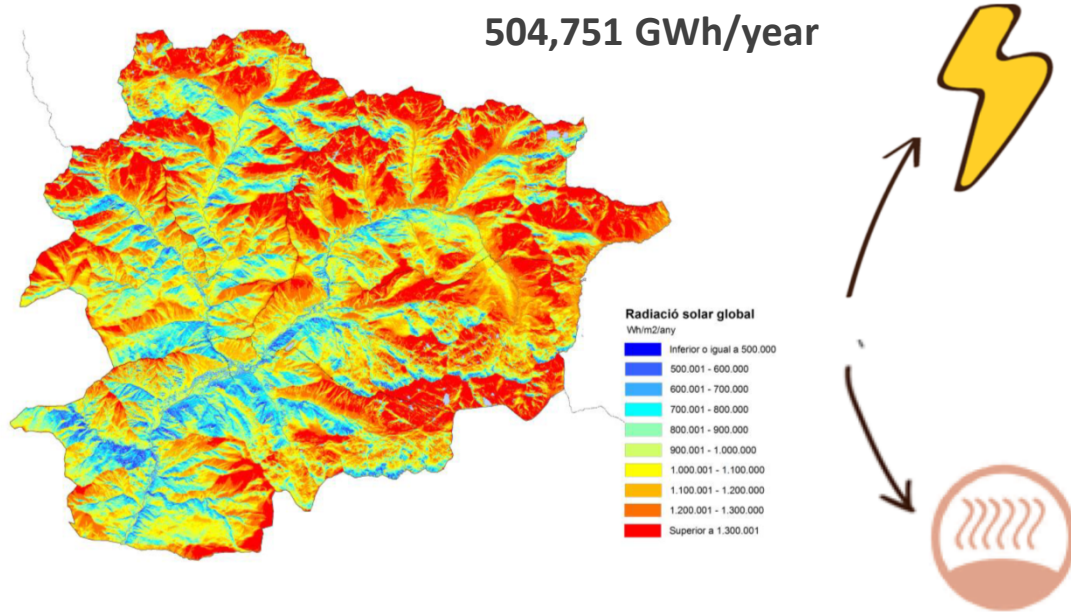 504,751 GWh/year
Radiació solar global
Wh/m2/any
Inferior o igual a 500.000
500.001 - 600.000
600.001 - 700.000
700.001 - 800.000
800.001 - 900.000
900.001 - 1.000.000
1.000.001 - 1.100.000
1.100.001 - 1.200.000
1.200.001 - 1.300.000
Superior a 1.300.001